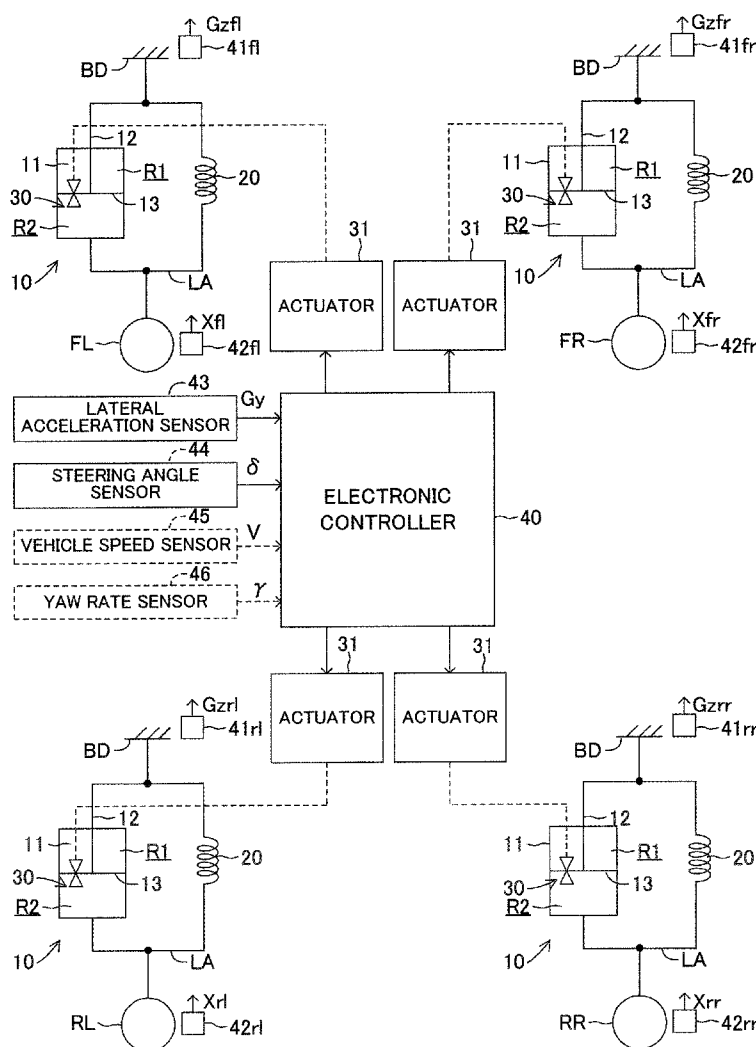 Gzfl
41fl
BD
12
11
R1
30
13
20
R2
10
LA
Xfl
FL
42fl
Gzfr
41fr
BD
12
11
R1
30
13
20
R2
10
LA
Xfr
FR
42fr
31
ACTUATOR
31
ACTUATOR
43
LATERAL
ACCELERATION SENSOR
Gy
44
STEERING ANGLE
SENSOR
δ
45
VEHICLE SPEED SENSOR
V
46
YAW RATE SENSOR
γ
ELECTRONIC
CONTROLLER
40
31
ACTUATOR
31
ACTUATOR
Gzrl
41rl
BD
12
11
R1
30
13
20
R2
10
LA
Xrl
RL
42rl
Gzrr
41rr
BD
12
11
R1
30
13
20
R2
10
LA
Xrr
RR
42rr